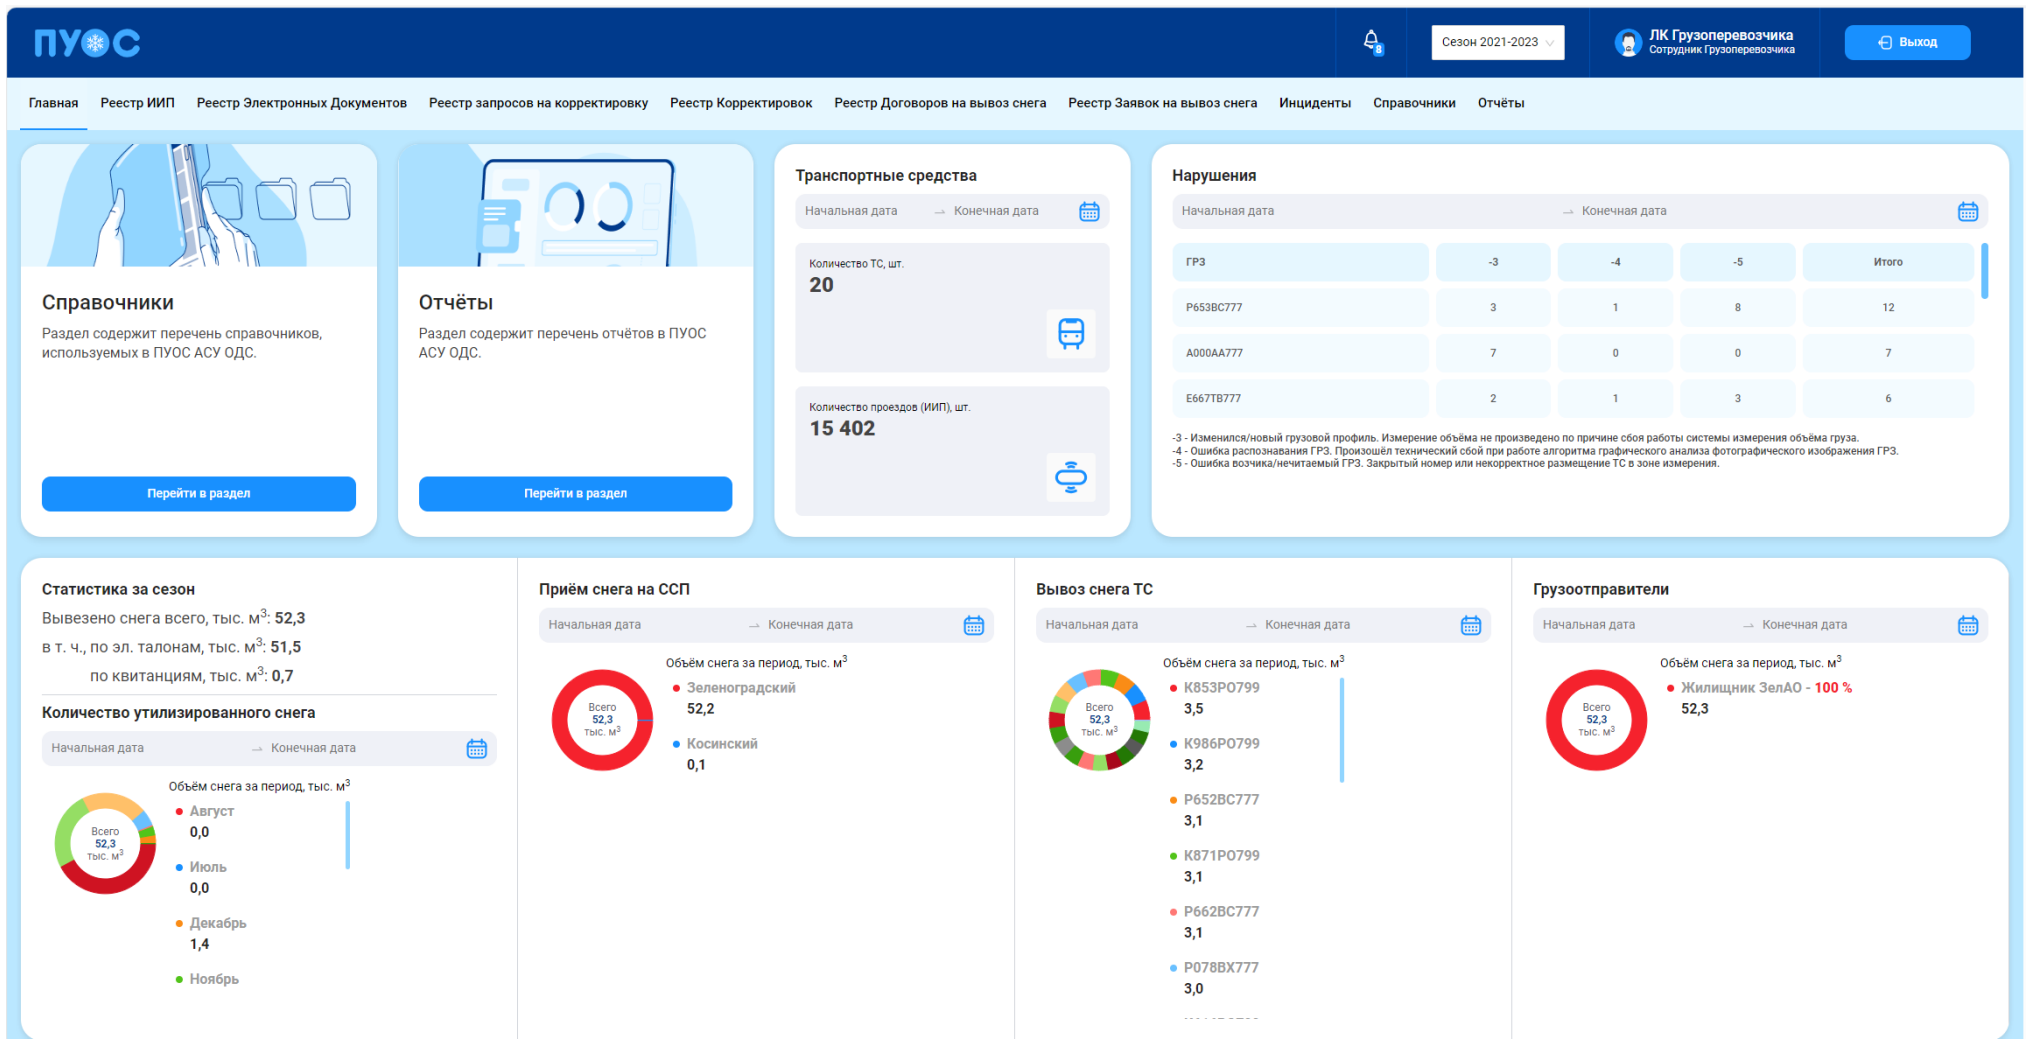 ПУОС
8
Сезон 2021-2023
ЛК Грузоперевозчика
Сотрудник Грузоперевозчика
Выход
Главная
Реестр ИИП
Реестр Электронных Документов
Реестр запросов на корректировку
Реестр Корректировок
Реестр Договоров на вывоз снега
Реестр Заявок на вывоз снега
Инциденты
Справочники
Отчёты
Справочники
Раздел содержит перечень справочников,
используемых в ПУОС АСУ ОДС.
Перейти в раздел
Отчёты
Раздел содержит перечень отчётов в ПУОС
АСУ ОДС.
Перейти в раздел
Транспортные средства
Начальная дата → Конечная дата
Количество ТС, шт.
20
Количество проездов (ИИП), шт.
15 402
Нарушения
Начальная дата → Конечная дата
ГРЗ -3 -4 -5 Итого
Р653ВС777 3 1 8 12
А000АА777 7 0 0 7
Е667ТВ777 2 1 3 6
-3 - Изменился/новый грузовой профиль. Измерение объёма не произведено по причине сбоя работы системы измерения объёма груза.
-4 - Ошибка распознавания ГРЗ. Произошёл технический сбой при работе алгоритма графического анализа фотографического изображения ГРЗ.
-5 - Ошибка возчика/нечитаемый ГРЗ. Закрытый номер или некорректное размещение ТС в зоне измерения.
Статистика за сезон
Вывезено снега всего, тыс. м³: 52,3
в т. ч., по эл. талонам, тыс. м³: 51,5
по квитанциям, тыс. м³: 0,7
Количество утилизированного снега
Начальная дата → Конечная дата
Объём снега за период, тыс. м³
Всего
52,3
тыс. м³
Август
0,0
Июль
0,0
Декабрь
1,4
Ноябрь
Приём снега на ССП
Начальная дата → Конечная дата
Объём снега за период, тыс. м³
Всего
52,3
тыс. м³
Зеленоградский
52,2
Косинский
0,1
Вывоз снега ТС
Начальная дата → Конечная дата
Объём снега за период, тыс. м³
Всего
52,3
тыс. м³
К853РО799
3,5
К986РО799
3,2
Р652ВС777
3,1
К871РО799
3,1
Р662ВС777
3,1
Р078ВХ777
3,0
Грузоотправители
Начальная дата → Конечная дата
Объём снега за период, тыс. м³
Всего
52,3
тыс. м³
Жилищник ЗелАО - 100 %
52,3